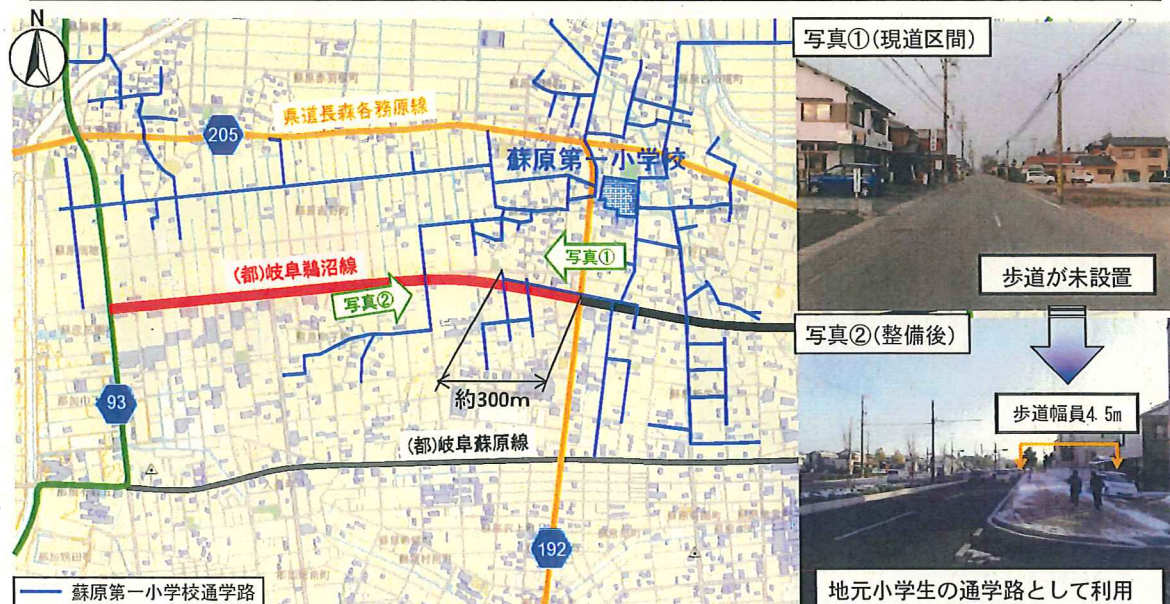 N
県道長森各務原線
205
蘇原第一小学校
(都)岐阜鵜沼線
写真①
写真②
約300m
93
(都)岐阜蘇原線
192
蘇原第一小学校通学路
写真①(現道区間)
歩道が未設置
写真②(整備後)
歩道幅員4.5m
地元小学生の通学路として利用